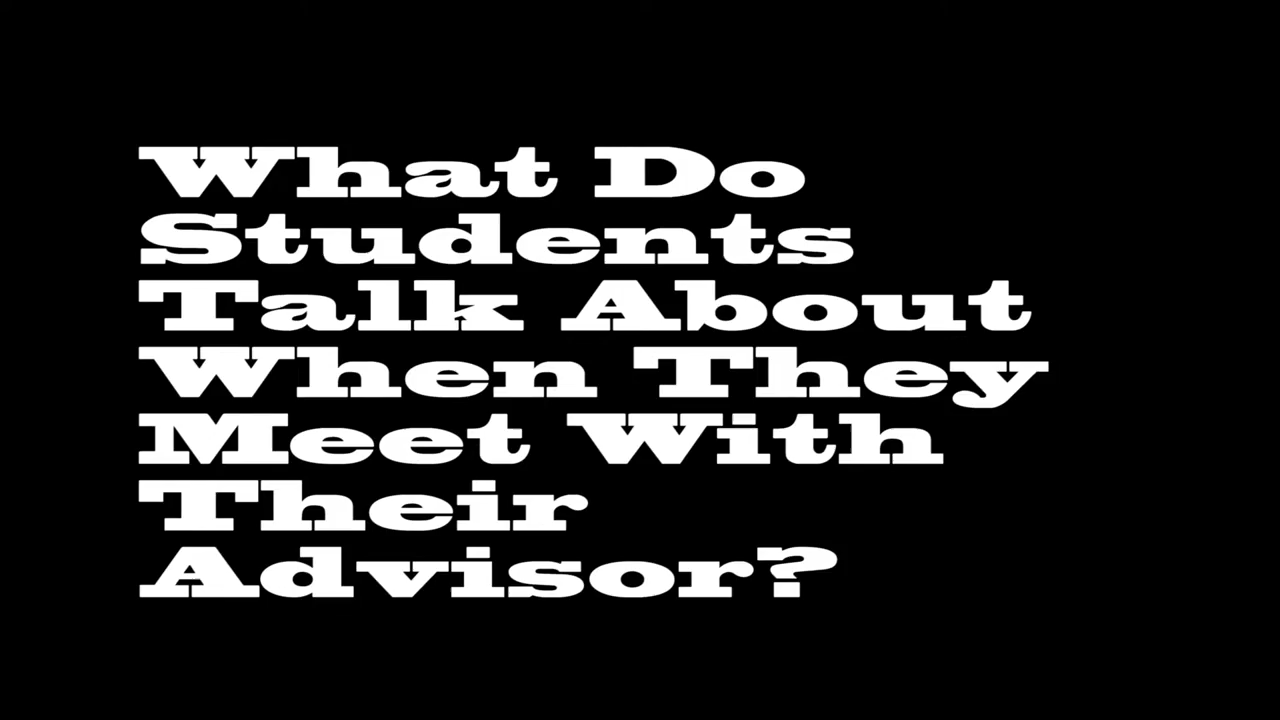 What Do
Students
Talk About
When They
Meet With
Their
Advisor?